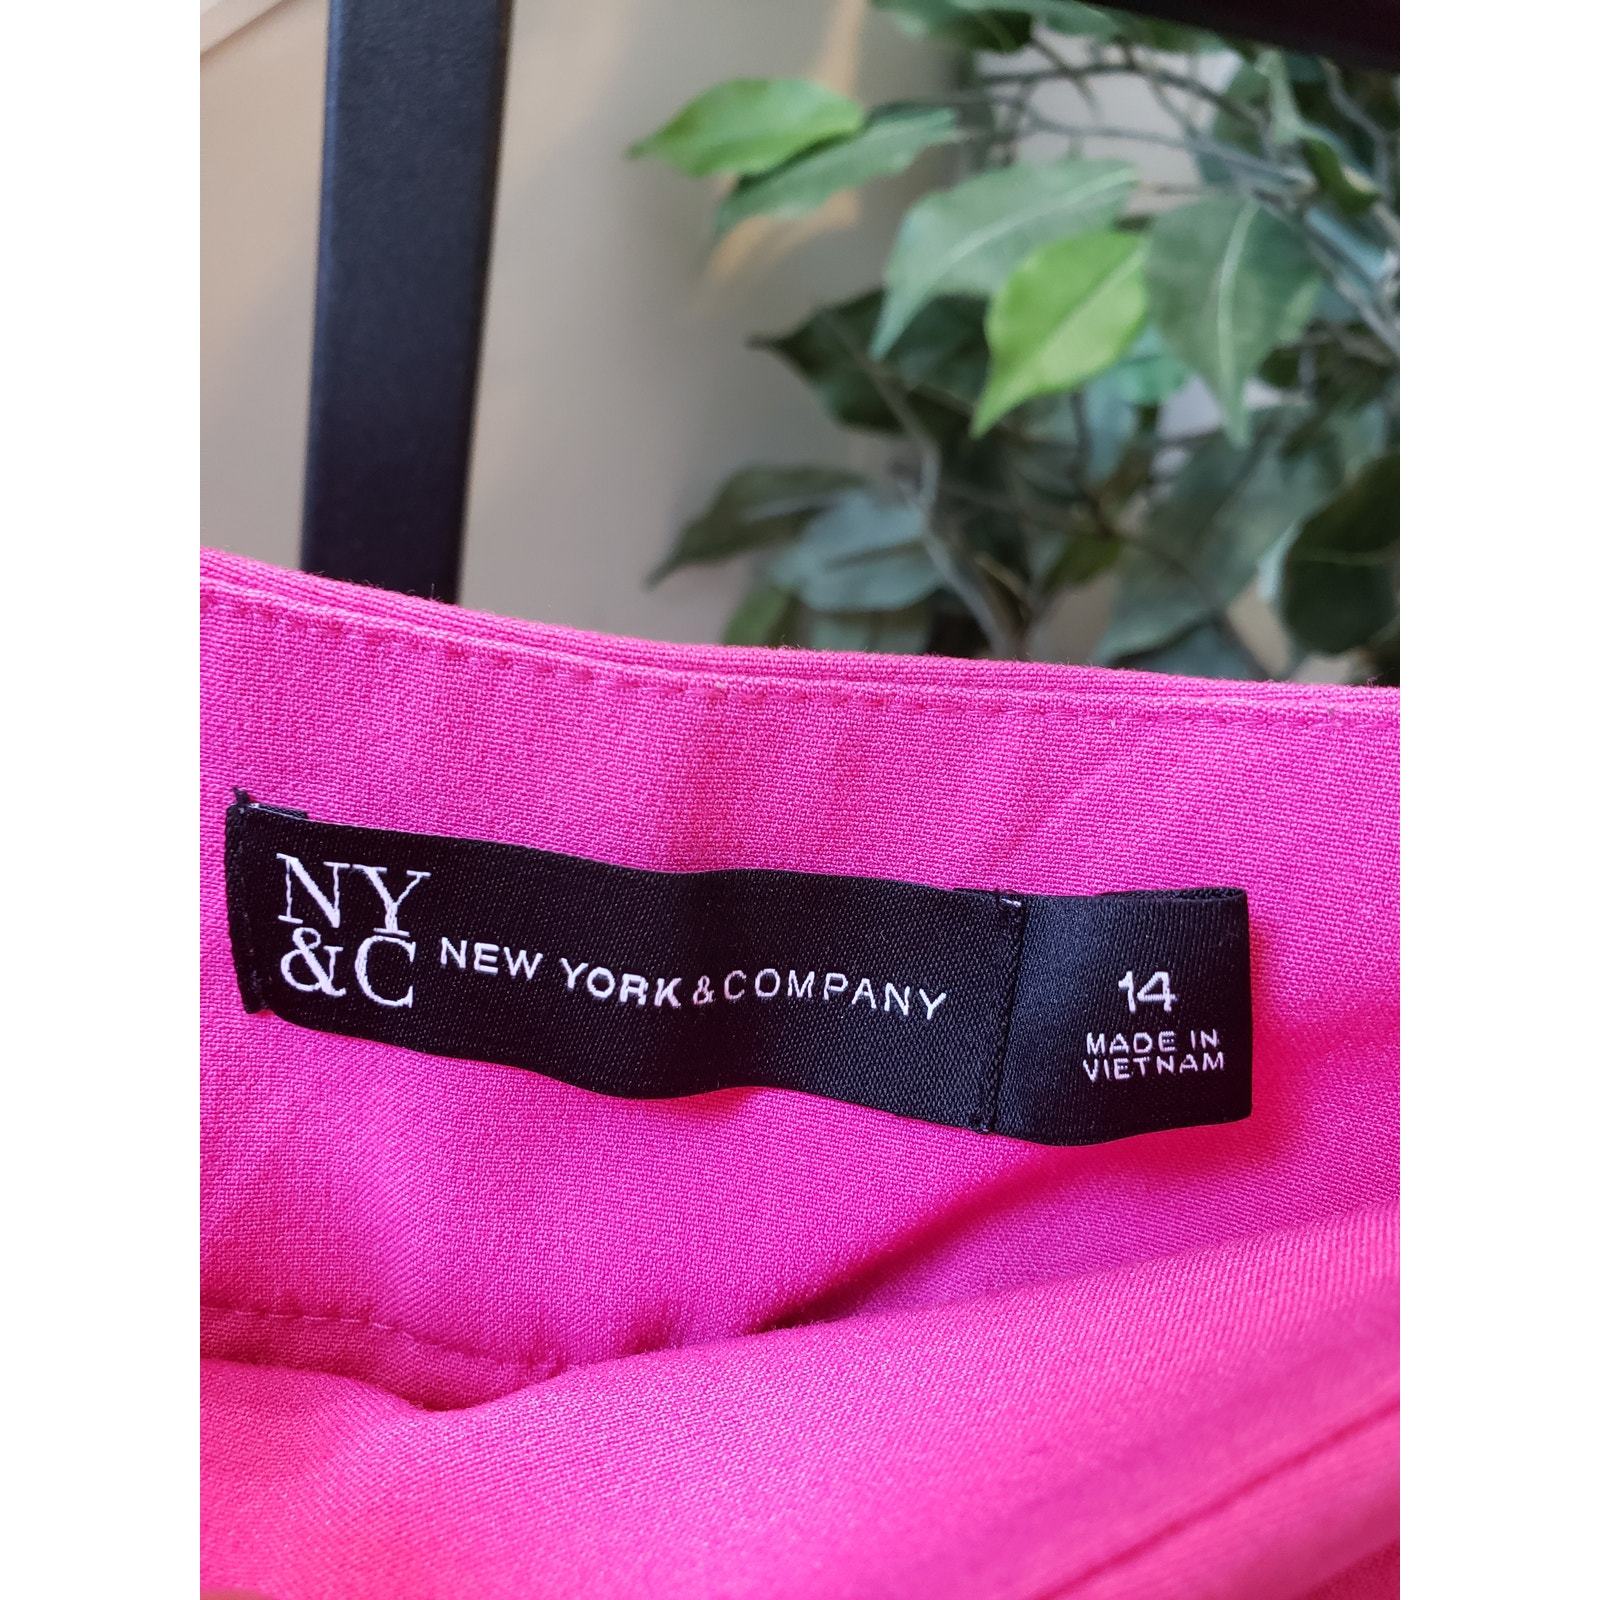 NY
&C
NEW YORK & COMPANY
14
MADE IN
VIETNAM